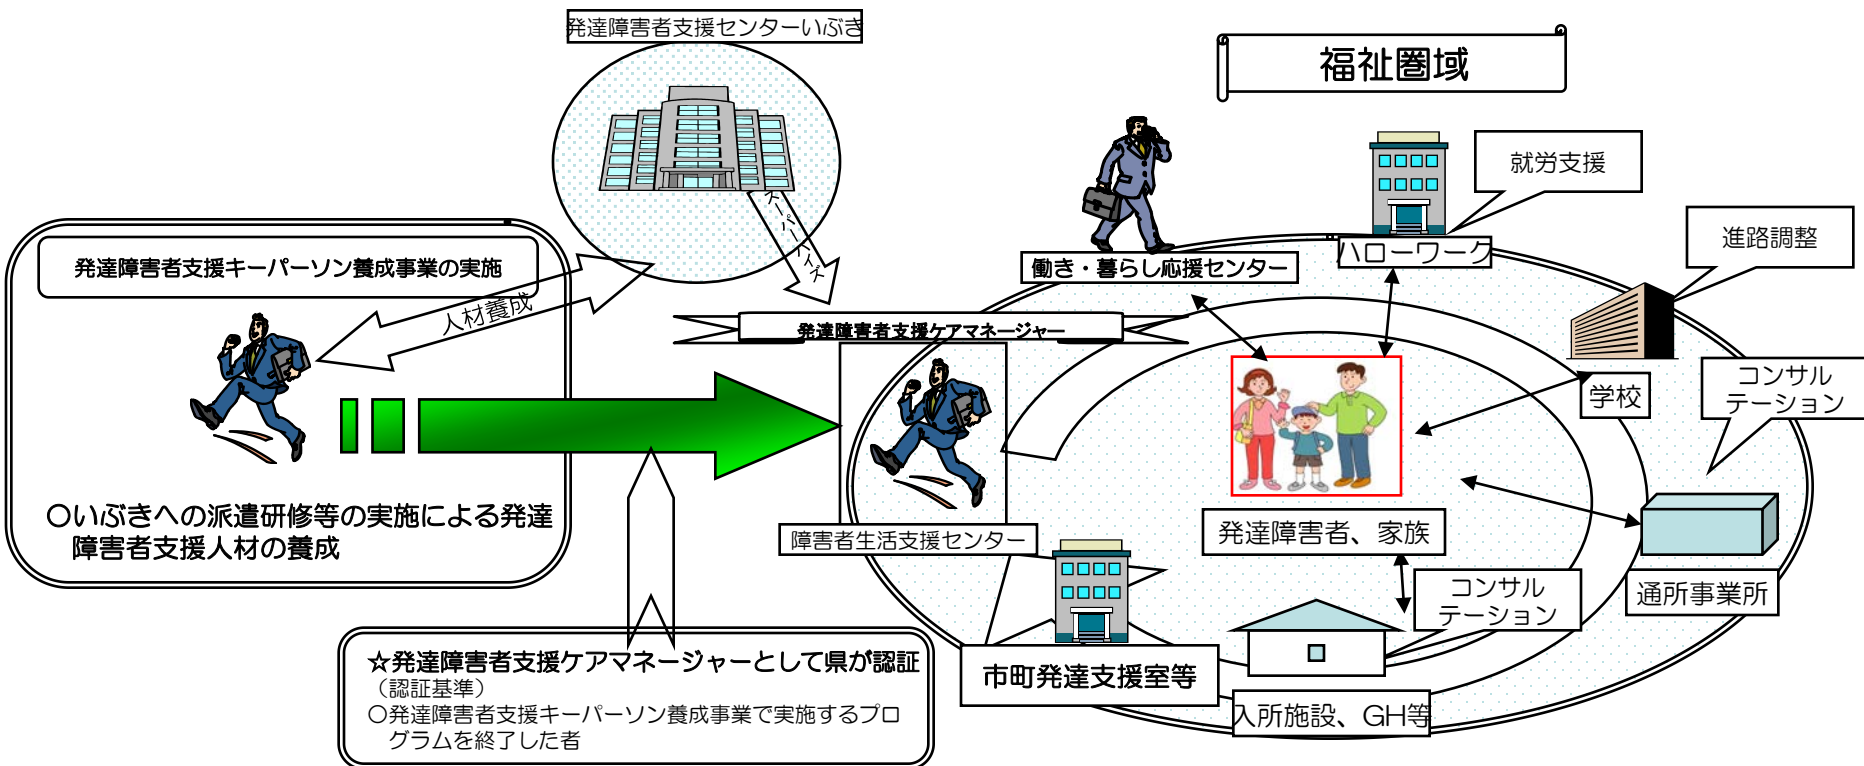 発達障害者支援センターいぶき
福祉圏域
就労支援
スーパーバイズ
進路調整
発達障害者支援キーパーソン養成事業の実施
働き・暮らし応援センター
ハローワーク
人材養成
発達障害者支援ケアマネージャー
学校
コンサル
テーション
〇いぶきへの派遣研修等の実施による発達
障害者支援人材の養成
障害者生活支援センター
発達障害者、家族
コンサル
テーション
通所事業所
☆発達障害者支援ケアマネージャーとして県が認証
（認証基準）
〇発達障害者支援キーパーソン養成事業で実施するプロ
グラムを終了した者
市町発達支援室等
入所施設、GH等